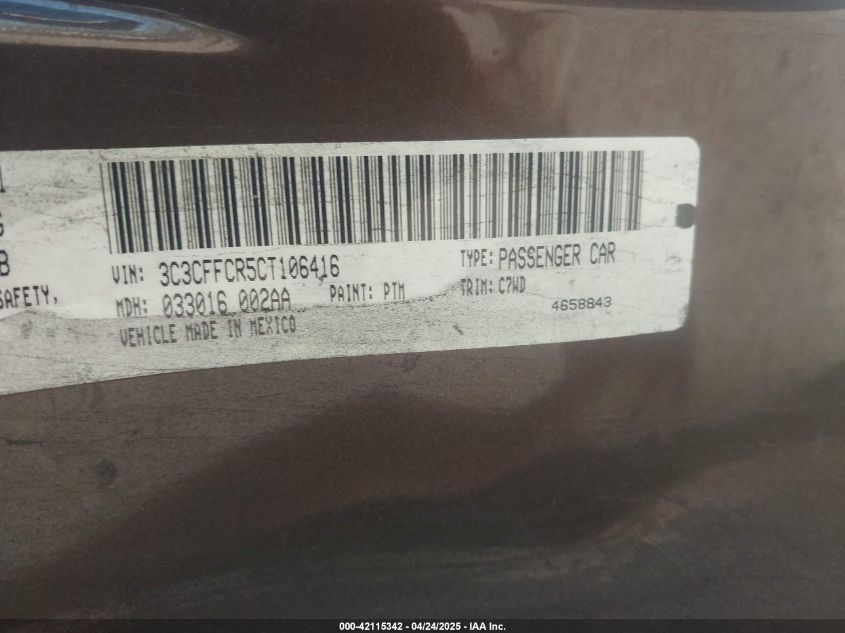 B
SAFETY,
VIN: 3C3CFFCR5CT106416
TYPE: PASSENGER CAR
MDH: 033016 002AA
PAINT: PTM
TRIM: C7WD
4658843
VEHICLE MADE IN MEXICO
000-42115342 - 04/24/2025 - IAA Inc.